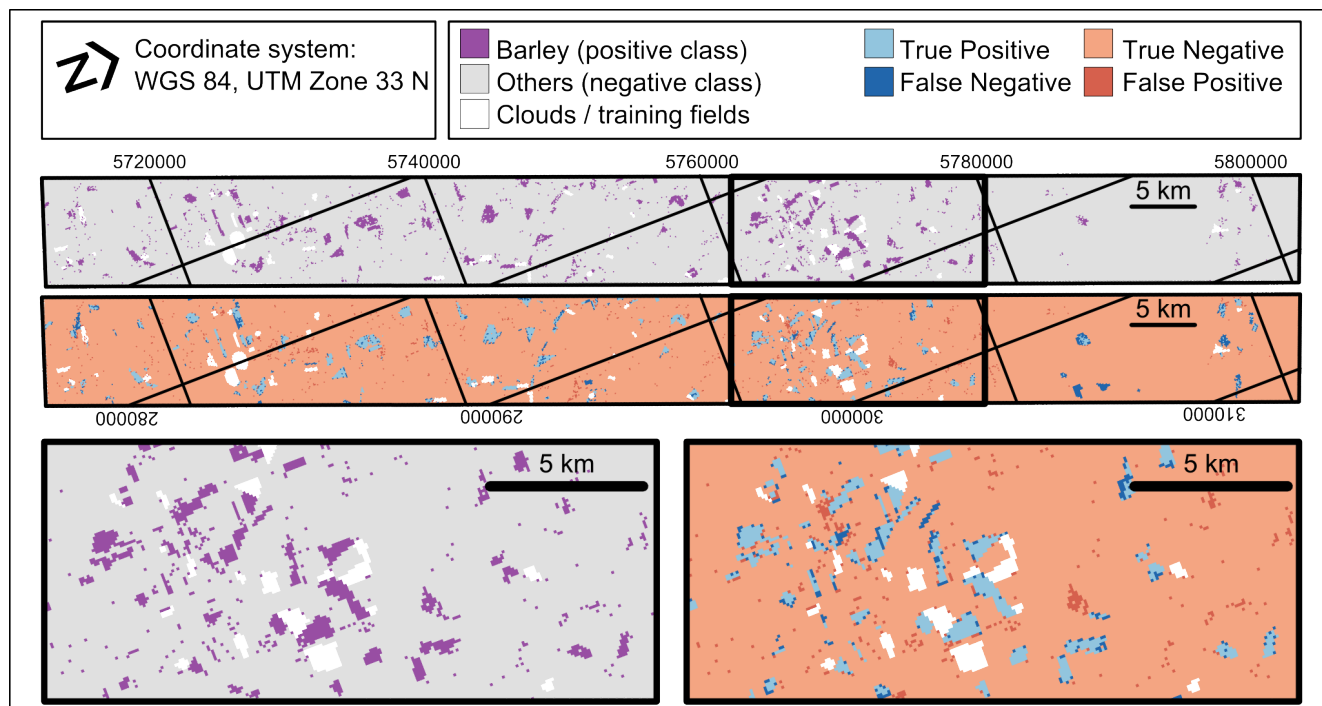 Z
Coordinate system:
WGS 84, UTM Zone 33 N
Barley (positive class)
Others (negative class)
Clouds / training fields
True Positive
False Negative
True Negative
False Positive
5720000 5740000 5760000 5780000 5800000
5 km
5 km
280000 290000 300000 310000
5 km
5 km